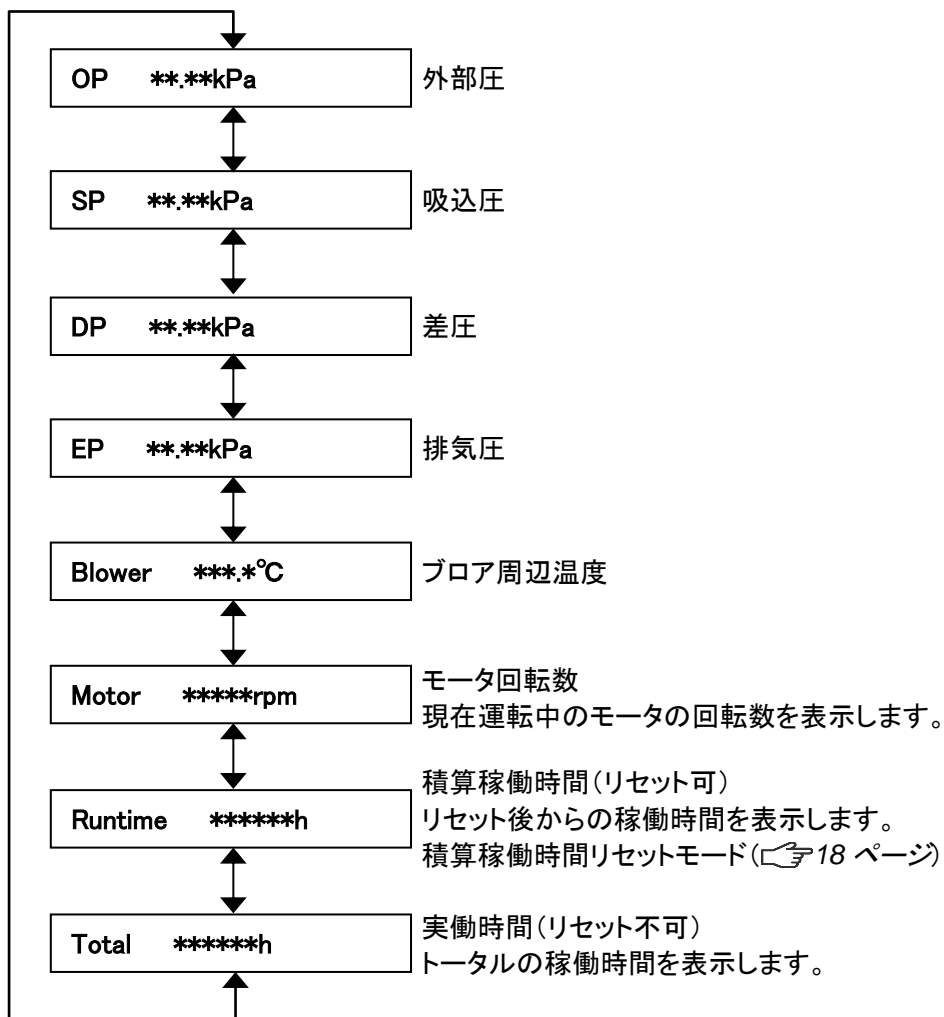 OP **.**kPa 外部圧
SP **.**kPa 吸込圧
DP **.**kPa 差圧
EP **.**kPa 排気圧
Blower ***.*℃ ブロア周辺温度
Motor *****rpm
モータ回転数
現在運転中のモータの回転数を表示します。
Runtime ******h
積算稼働時間(リセット可)
リセット後からの稼働時間を表示します。
積算稼働時間リセットモード(☞18 ページ)
Total ******h
実働時間(リセット不可)
トータルの稼働時間を表示します。